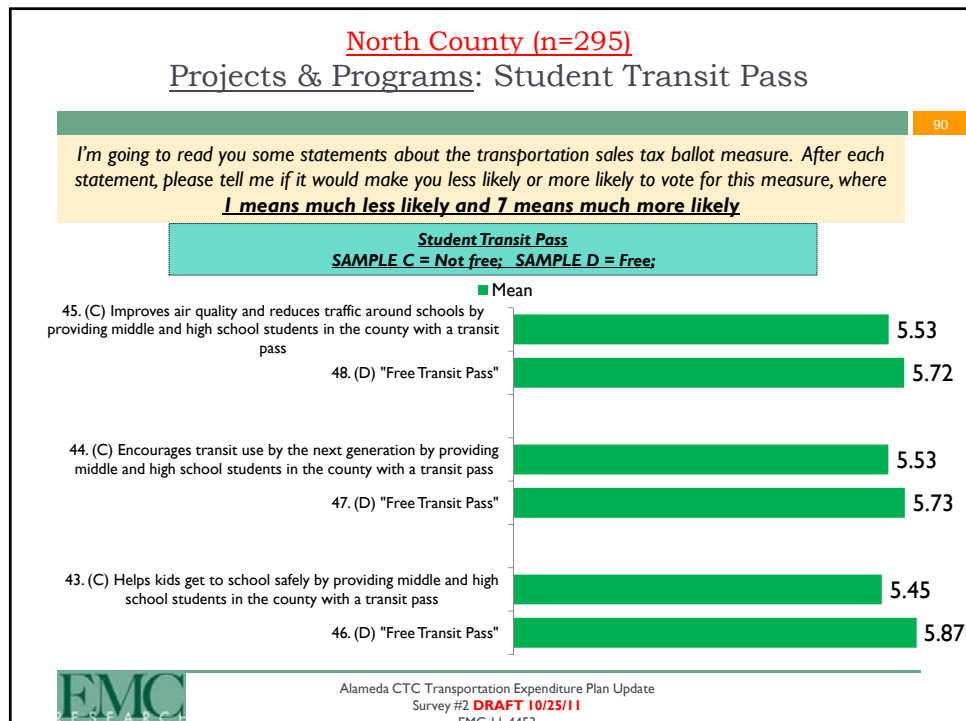 North County (n=295)
Projects & Programs: Student Transit Pass
90
I'm going to read you some statements about the transportation sales tax ballot measure. After each
statement, please tell me if it would make you less likely or more likely to vote for this measure, where
1 means much less likely and 7 means much more likely
Student Transit Pass
SAMPLE C = Not free; SAMPLE D = Free;
Mean
45. (C) Improves air quality and reduces traffic around schools by
providing middle and high school students in the county with a transit
pass
5.53
48. (D) "Free Transit Pass"
5.72
44. (C) Encourages transit use by the next generation by providing
middle and high school students in the county with a transit pass
5.53
47. (D) "Free Transit Pass"
5.73
43. (C) Helps kids get to school safely by providing middle and high
school students in the county with a transit pass
5.45
46. (D) "Free Transit Pass"
5.87
EMC
RESEARCH
Alameda CTC Transportation Expenditure Plan Update
Survey #2 DRAFT 10/25/11